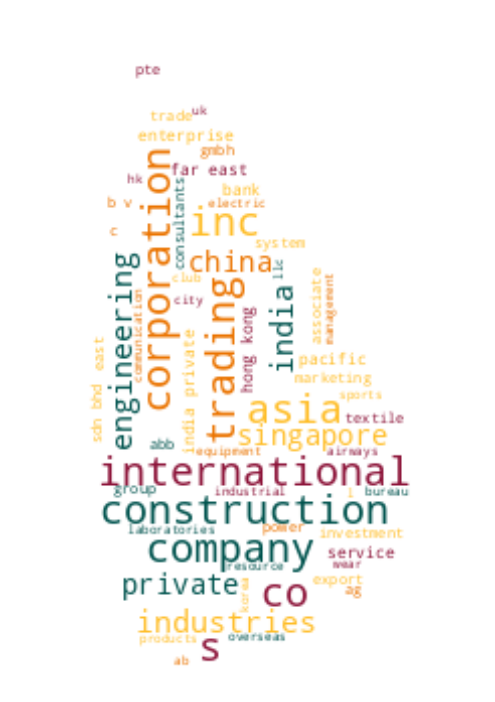 pte
uk
trade
enterprise
gmbh
far east
hk
bank
b v
electric
corporation
consultants
inc
c
system
china
llc
engineering
communication
club
trading
india
associate
management
city
hong kong
sdn bhd east
india private
pacific
marketing
sports
asia
textile
singapore
abb
equipment
airways
international
group
industrial
i
bureau
construction
laboratories
power
investment
company
service
resource
wear
private
korea
co
export
ag
industries
products
overseas
s
ab